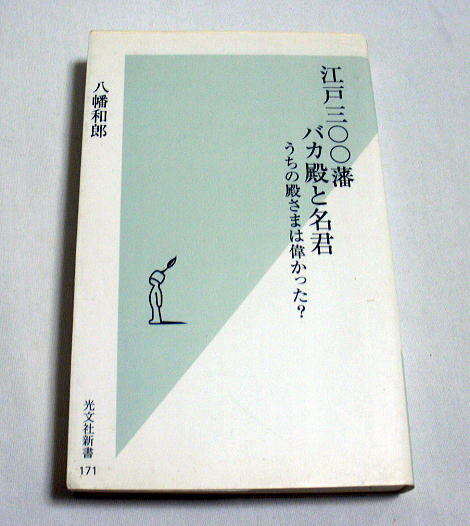 江戸三〇〇藩
バカ殿と名君
うちの殿さまは偉かった?
八幡和郎
光文社新書
171